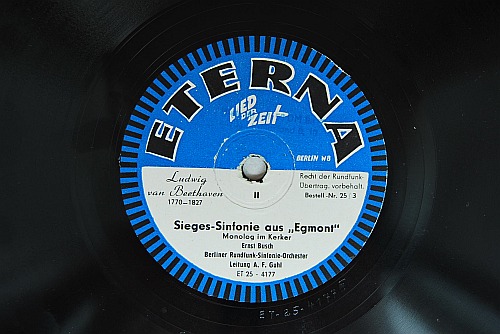 ETERNA
LIED
DER
ZEIT
BERLIN W8
Ludwig
van Beethoven
1770—1827
II
Recht der Rundfunk-
Übertrag. vorbehalt.
Bestell-Nr. 25/3
Sieges-Sinfonie aus „Egmont"
Monolog im Kerker
Ernst Busch
Berliner Rundfunk-Sinfonie-Orchester
Leitung A. F. Guhl
ET 25 - 4177